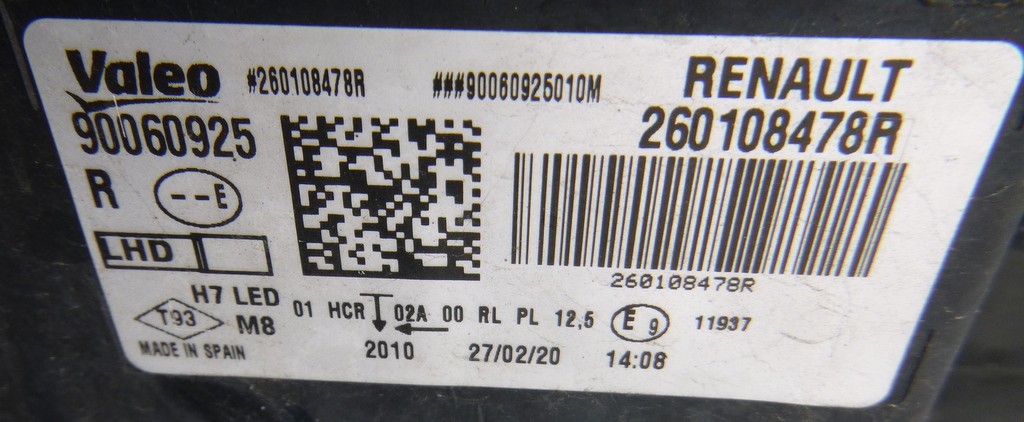 Valeo #260108478R ###90060925010M RENAULT
90060925 260108478R
R --E
LHD
260108478R
H7 LED
T93 M8 01 HCR 02A 00 RL PL 12,5 E9 11937
MADE IN SPAIN 2010 27/02/20 14:08